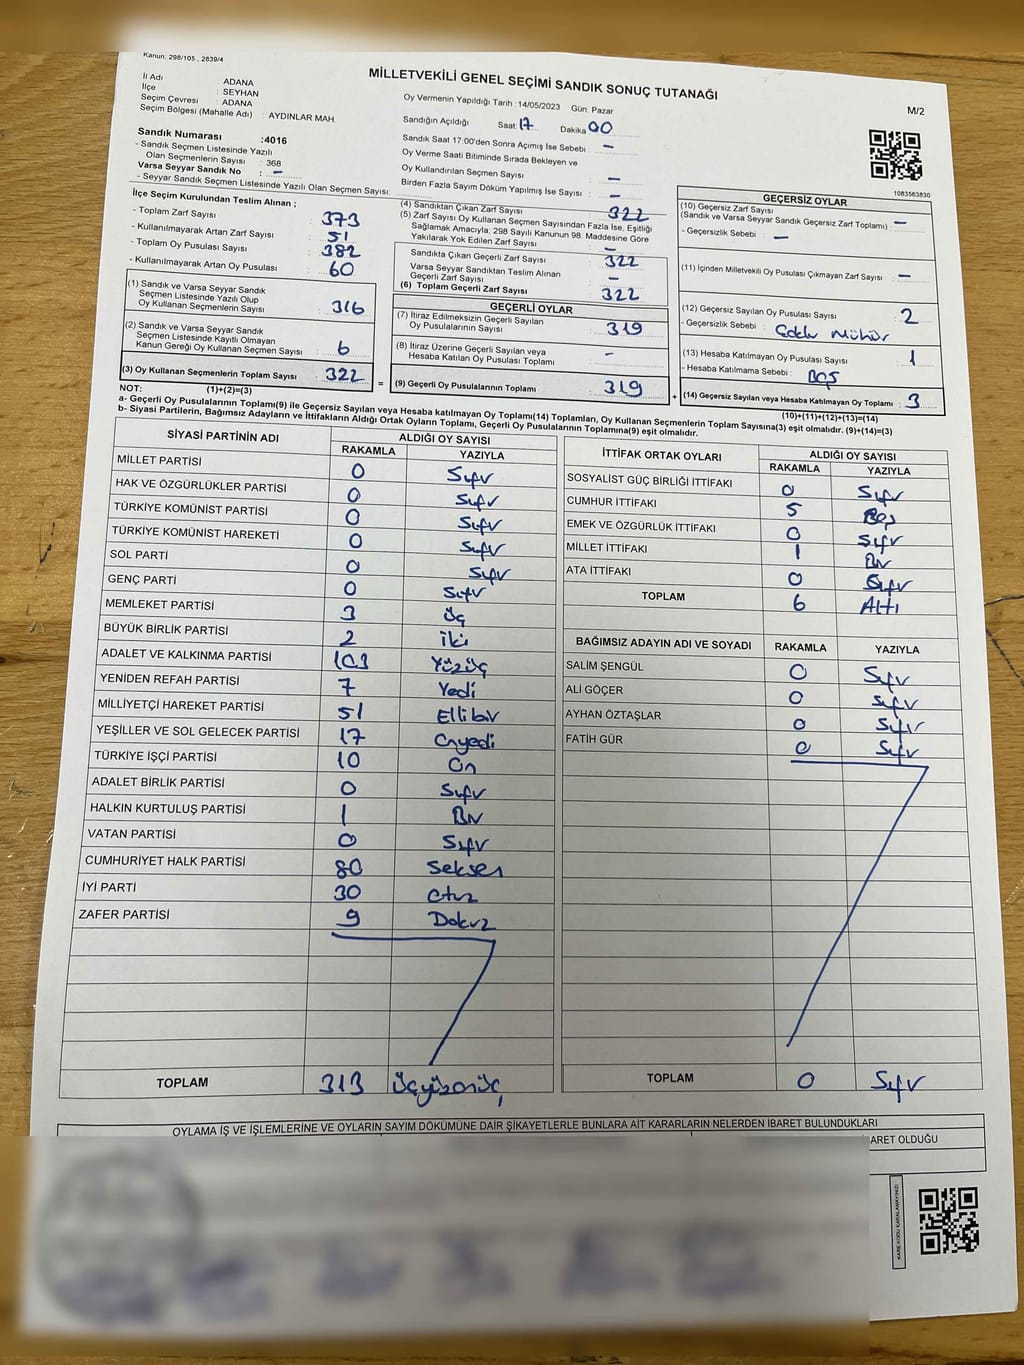 Kanun: 298/105 , 2839/4
MİLLETVEKİLİ GENEL SEÇİMİ SANDIK SONUÇ TUTANAĞI
M/2
İl Adı : ADANA
İlçe : SEYHAN
Seçim Çevresi : ADANA
Seçim Bölgesi (Mahalle Adı) : AYDINLAR MAH.
Sandık Numarası :4016
- Sandık Seçmen Listesinde Yazılı
Olan Seçmenlerin Sayısı : 368
Varsa Seyyar Sandık No : -
- Seyyar Sandık Seçmen Listesinde Yazılı Olan Seçmen Sayısı:
Oy Vermenin Yapıldığı Tarih : 14/05/2023 Gün: Pazar
Sandığın Açıldığı Saat: 17 Dakika 00
Sandık Saat 17:00'den Sonra Açımış İse Sebebi : -
Oy Verme Saati Bitiminde Sırada Bekleyen ve
Oy Kullandırılan Seçmen Sayısı : -
Birden Fazla Sayım Döküm Yapılmış İse Sayısı : -
1083563830
İlçe Seçim Kurulundan Teslim Alınan ;
- Toplam Zarf Sayısı : 373
- Kullanılmayarak Artan Zarf Sayısı : 51
- Toplam Oy Pusulası Sayısı : 382
- Kullanılmayarak Artan Oy Pusulası : 60
(1) Sandık ve Varsa Seyyar Sandık
Seçmen Listesinde Yazılı Olup
Oy Kullanan Seçmenlerin Sayısı : 316
(2) Sandık ve Varsa Seyyar Sandık
Seçmen Listesinde Kayıtlı Olmayan
Kanun Gereği Oy Kullanan Seçmen Sayısı : 6
(3) Oy Kullanan Seçmenlerin Toplam Sayısı : 322
(1)+(2)=(3)
(4) Sandıktan Çıkan Zarf Sayısı : 322
(5) Zarf Sayısı Oy Kullanan Seçmen Sayısından Fazla İse, Eşitliği
Sağlamak Amacıyla, 298 Sayılı Kanunun 98. Maddesine Göre
Yakılarak Yok Edilen Zarf Sayısı : -
Sandıkta Çıkan Geçerli Zarf Sayısı : 322
Varsa Seyyar Sandıktan Teslim Alınan
Geçerli Zarf Sayısı : -
(6) Toplam Geçerli Zarf Sayısı : 322
GEÇERLİ OYLAR
(7) İtiraz Edilmeksizin Geçerli Sayılan
Oy Pusulalarının Sayısı : 319
(8) İtiraz Üzerine Geçerli Sayılan veya
Hesaba Katılan Oy Pusulası Toplamı : -
= (9) Geçerli Oy Pusulalarının Toplamı : 319 +
GEÇERSİZ OYLAR
(10) Geçersiz Zarf Sayısı
(Sandık ve Varsa Seyyar Sandık Geçersiz Zarf Toplamı) : -
- Geçersizlik Sebebi : -
(11) İçinden Milletvekili Oy Pusulası Çıkmayan Zarf Sayısı : -
(12) Geçersiz Sayılan Oy Pusulası Sayısı : 2
- Geçersizlik Sebebi : Çoklu Mühür
(13) Hesaba Katılmayan Oy Pusulası Sayısı : 1
- Hesaba Katılmama Sebebi : Boş
(14) Geçersiz Sayılan veya Hesaba Katılmayan Oy Toplamı : 3
(10)+(11)+(12)+(13)=(14)
NOT:
a- Geçerli Oy Pusulalarının Toplamı(9) ile Geçersiz Sayılan veya Hesaba katılmayan Oy Toplamı(14) Toplamları, Oy Kullanan Seçmenlerin Toplam Sayısına(3) eşit olmalıdır. (9)+(14)=(3)
b- Siyasi Partilerin, Bağımsız Adayların ve İttifakların Aldığı Ortak Oyların Toplamı, Geçerli Oy Pusulalarının Toplamına(9) eşit olmalıdır.
SİYASİ PARTİNİN ADI ALDIĞI OY SAYISI
RAKAMLA YAZIYLA
MİLLET PARTİSİ 0 Sıfır
HAK VE ÖZGÜRLÜKLER PARTİSİ 0 Sıfır
TÜRKİYE KOMÜNİST PARTİSİ 0 Sıfır
TÜRKİYE KOMÜNİST HAREKETİ 0 Sıfır
SOL PARTİ 0 Sıfır
GENÇ PARTİ 0 Sıfır
MEMLEKET PARTİSİ 3 Üç
BÜYÜK BİRLİK PARTİSİ 2 İki
ADALET VE KALKINMA PARTİSİ 103 Yüzüç
YENİDEN REFAH PARTİSİ 7 Yedi
MİLLİYETÇİ HAREKET PARTİSİ 51 Ellibir
YEŞİLLER VE SOL GELECEK PARTİSİ 17 Onyedi
TÜRKİYE İŞÇİ PARTİSİ 10 On
ADALET BİRLİK PARTİSİ 0 Sıfır
HALKIN KURTULUŞ PARTİSİ 1 Bir
VATAN PARTİSİ 0 Sıfır
CUMHURİYET HALK PARTİSİ 80 Seksen
İYİ PARTİ 30 Otuz
ZAFER PARTİSİ 9 Dokuz
TOPLAM 313 Üçyüzonüç
İTTİFAK ORTAK OYLARI ALDIĞI OY SAYISI
RAKAMLA YAZIYLA
SOSYALİST GÜÇ BİRLİĞİ İTTİFAKI 0 Sıfır
CUMHUR İTTİFAKI 5 Beş
EMEK VE ÖZGÜRLÜK İTTİFAKI 0 Sıfır
MİLLET İTTİFAKI 1 Bir
ATA İTTİFAKI 0 Sıfır
TOPLAM 6 Altı
BAĞIMSIZ ADAYIN ADI VE SOYADI RAKAMLA YAZIYLA
SALİM ŞENGÜL 0 Sıfır
ALİ GÖÇER 0 Sıfır
AYHAN ÖZTAŞLAR 0 Sıfır
FATİH GÜR 0 Sıfır
TOPLAM 0 Sıfır
OYLAMA İŞ VE İŞLEMLERİNE VE OYLARIN SAYIM DÖKÜMÜNE DAİR ŞİKAYETLERLE BUNLARA AİT KARARLARIN NELERDEN İBARET BULUNDUKLARI
BARET OLDUĞU
KARE KODU KARALAMAYINIZ!